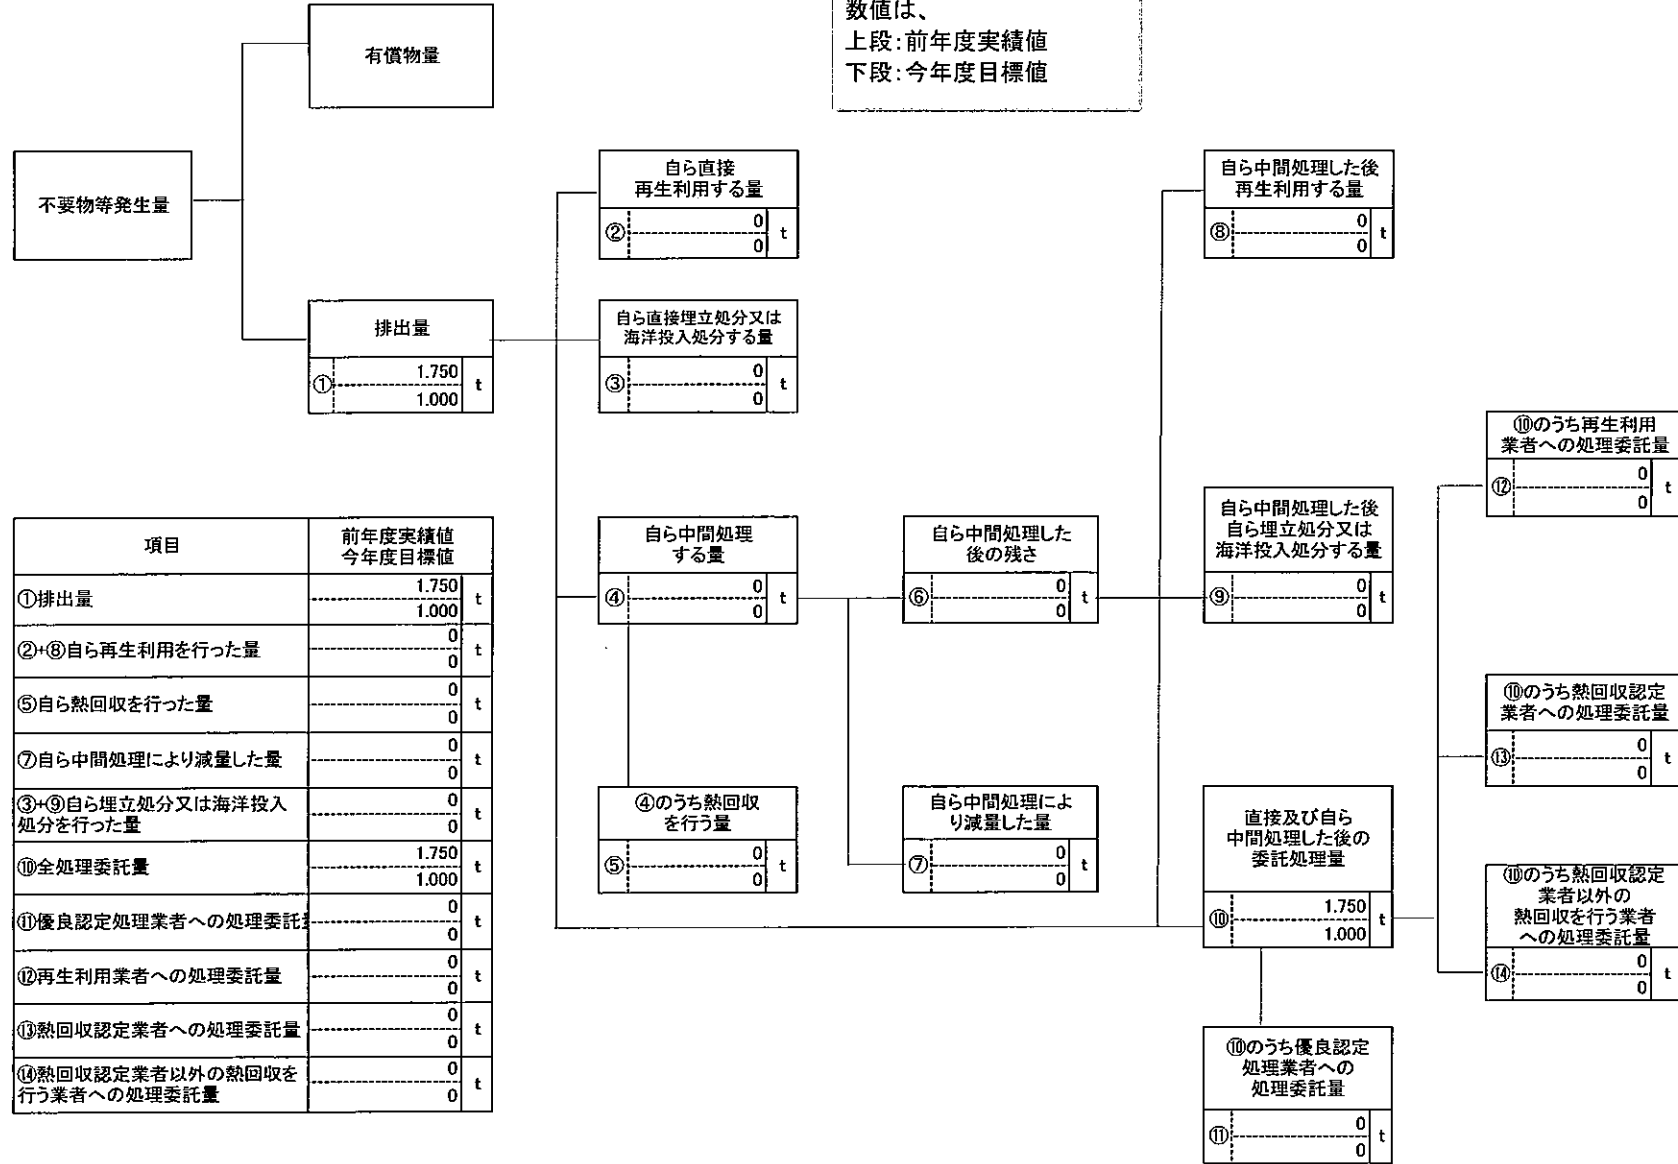 数値は、
上段:前年度実績値
下段:今年度目標値
有償物量
不要物等発生量
排出量
① 1.750 t
1.000
自ら直接
再生利用する量
② 0 t
0
自ら直接埋立処分又は
海洋投入処分する量
③ 0 t
0
自ら中間処理
する量
④ 0 t
0
④のうち熱回収
を行う量
⑤ 0 t
0
自ら中間処理した
後の残さ
⑥ 0 t
0
自ら中間処理によ
り減量した量
⑦ 0 t
0
自ら中間処理した後
再生利用する量
⑧ 0 t
0
自ら中間処理した後
自ら埋立処分又は
海洋投入処分する量
⑨ 0 t
0
直接及び自ら
中間処理した後の
委託処理量
⑩ 1.750 t
1.000
⑩のうち優良認定
処理業者への
処理委託量
⑪ 0 t
0
⑩のうち再生利用
業者への処理委託量
⑫ 0 t
0
⑩のうち熱回収認定
業者への処理委託量
⑬ 0 t
0
⑩のうち熱回収認定
業者以外の
熱回収を行う業者
への処理委託量
⑭ 0 t
0
項目 前年度実績値
今年度目標値
①排出量 1.750 t
1.000
②+⑧自ら再生利用を行った量 0 t
0
⑤自ら熱回収を行った量 0 t
0
⑦自ら中間処理により減量した量 0 t
0
③+⑨自ら埋立処分又は海洋投入
処分を行った量 0 t
0
⑩全処理委託量 1.750 t
1.000
⑪優良認定処理業者への処理委託 0 t
0
⑫再生利用業者への処理委託量 0 t
0
⑬熱回収認定業者への処理委託量 0 t
0
⑭熱回収認定業者以外の熱回収を
行う業者への処理委託量 0 t
0